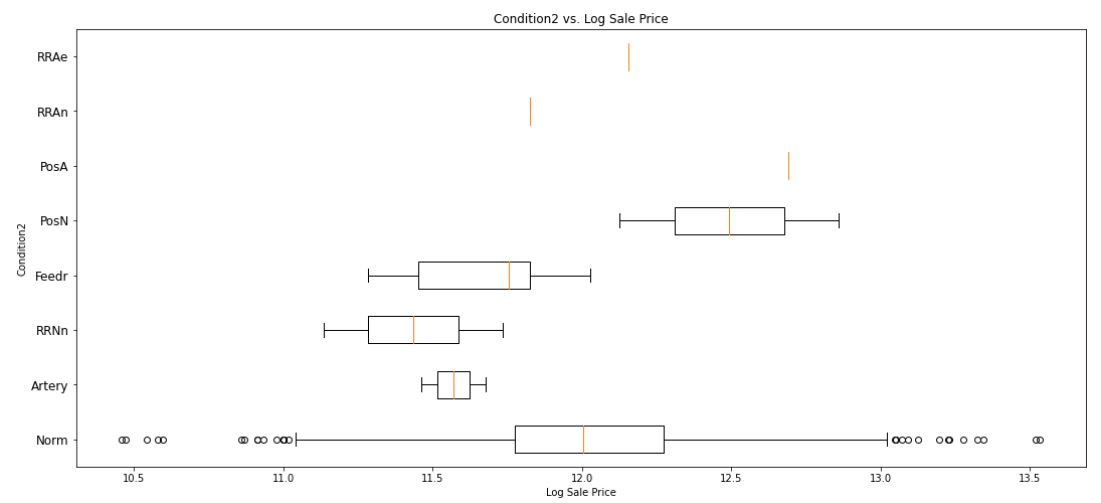 Condition2 vs. Log Sale Price
RRAe
RRAn
PosA
PosN
Condition2
Feedr
RRNn
Artery
Norm
10.5 11.0 11.5 12.0 12.5 13.0 13.5
Log Sale Price